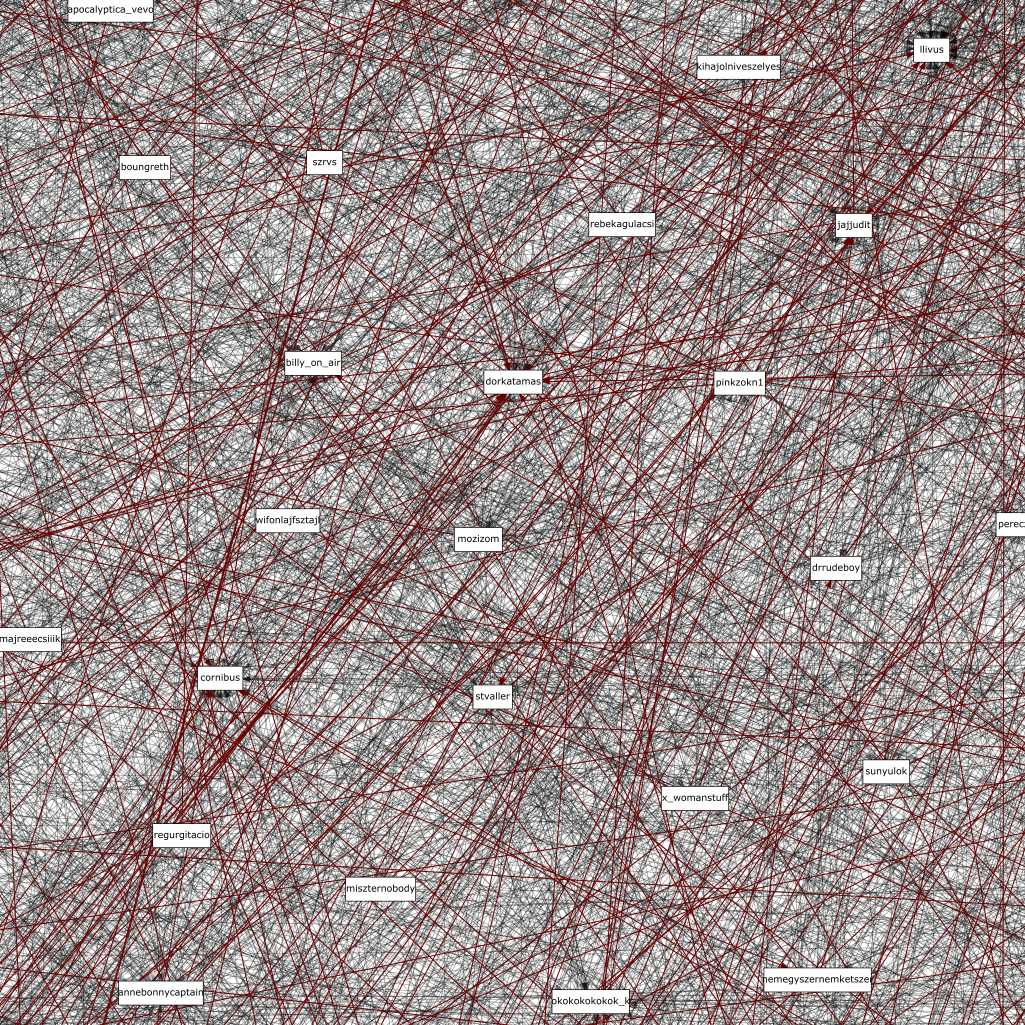 apocalyptica_vevo
llivus
kihajolniveszelyes
szrvs
boungreth
rebekagulacsi
jajjudit
billy_on_air
dorkatamas
pinkzokn1
wifonlajfsztajl
perec
mozizom
drrudeboy
majreeecsiiik
cornibus
stvaller
sunyulok
x_womanstuff
regurgitacio
miszternobody
nemegyszernemketszer
annebonnycaptain
okokokokokok_k